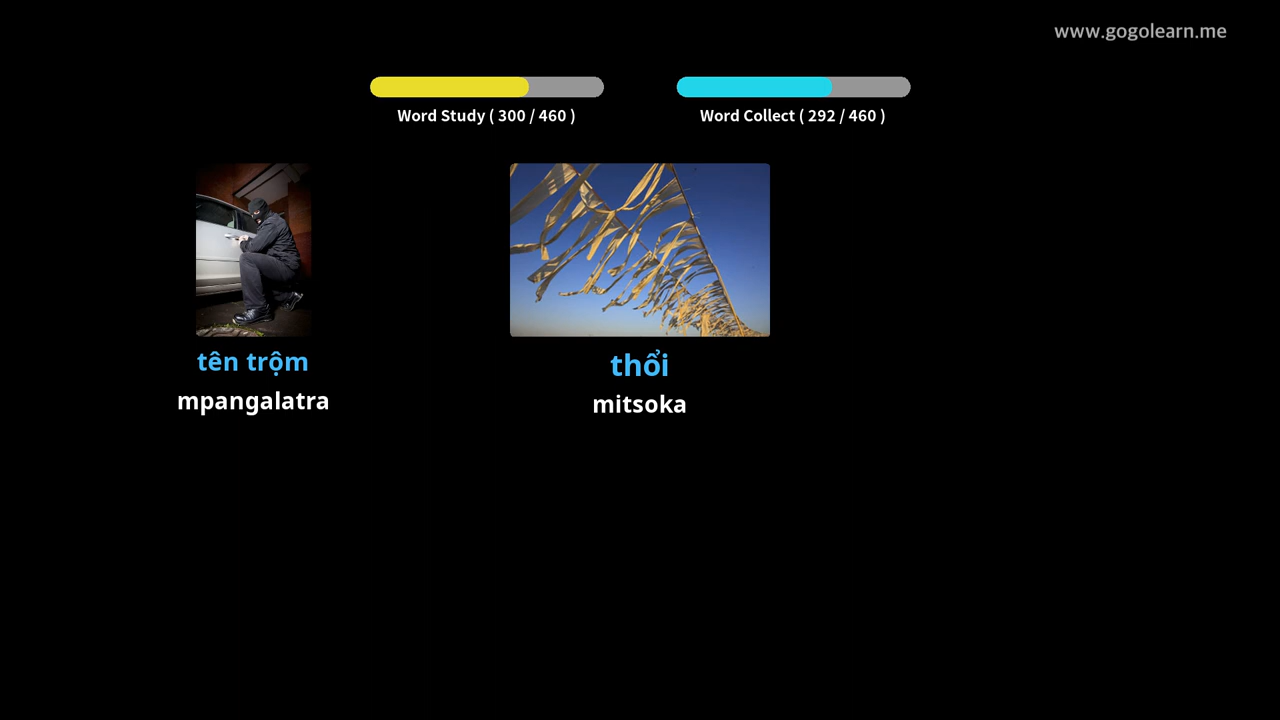 www.gogolearn.me
Word Study ( 300 / 460 )
Word Collect ( 292 / 460 )
tên trộm
mpangalatra
thổi
mitsoka